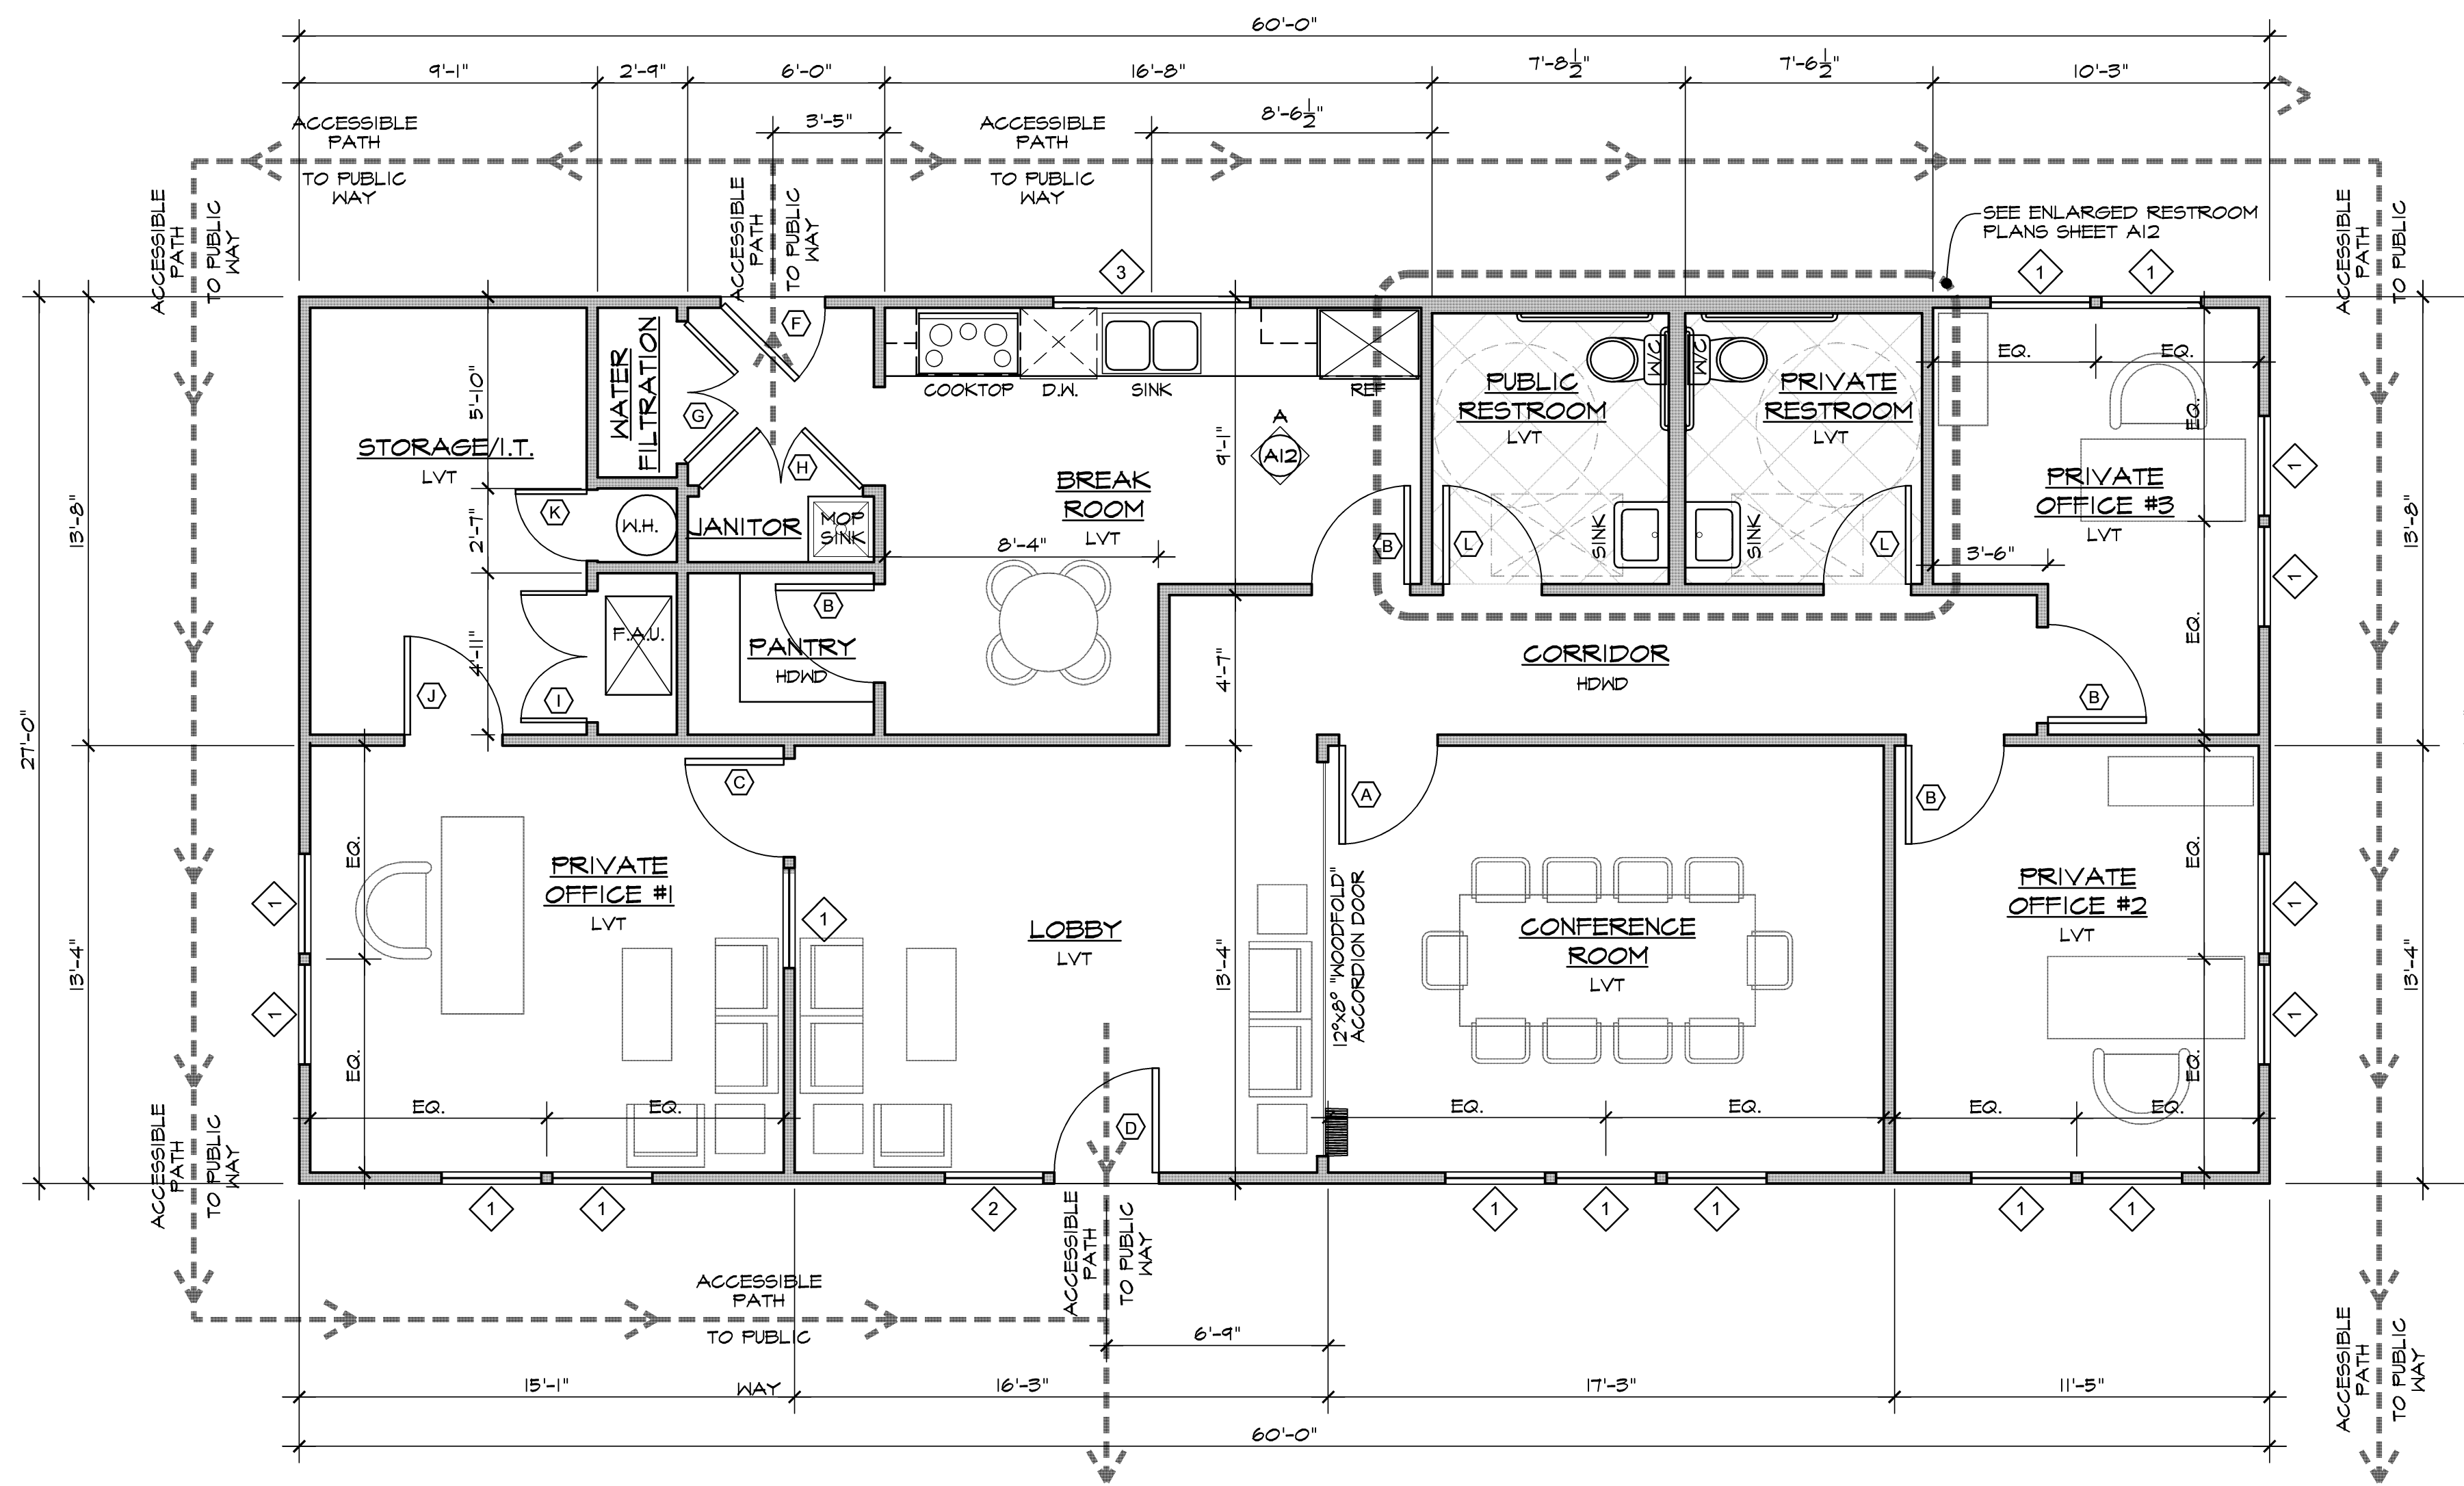 60'-0"
9'-1" 2'-9" 6'-0" 16'-8" 7'-8½" 7'-6½" 10'-3"
3'-5" 8'-6½"
ACCESSIBLE
PATH
TO PUBLIC
WAY
ACCESSIBLE
PATH
TO PUBLIC
WAY
ACCESSIBLE
PATH
TO PUBLIC
WAY
ACCESSIBLE
PATH
TO PUBLIC
WAY
ACCESSIBLE
PATH
TO PUBLIC
SEE ENLARGED RESTROOM
PLANS SHEET A12
3
1 1
F
WATER
FILTRATION
G
H
5'-10"
STORAGE/I.T.
LVT
COOKTOP D.W. SINK REF
A
A12
9'-1"
BREAK
ROOM
LVT
PUBLIC
RESTROOM
LVT
W/C
W/C
PRIVATE
RESTROOM
LVT
EQ. EQ.
EQ.
PRIVATE
OFFICE #3
LVT
1
1
13'-8"
27'-0"
13'-8"
2'-7"
K
W.H.
JANITOR
MOP
SINK
8'-4"
B
L
SINK
SINK
L
3'-6"
B
F.A.U.
4'-11"
PANTRY
HDWD
J
I
4'-7"
CORRIDOR
HDWD
EQ.
B
C
A
B
EQ.
PRIVATE
OFFICE #1
LVT
1
LOBBY
LVT
12⁰x8⁰ "WOODFOLD"
ACCORDION DOOR
CONFERENCE
ROOM
LVT
PRIVATE
OFFICE #2
LVT
EQ.
1
1
1
1
13'-4"
13'-4"
13'-4"
EQ.
EQ.
EQ. EQ.
D
EQ. EQ.
EQ. EQ.
1 1 2 1 1 1 1 1
ACCESSIBLE
PATH
TO PUBLIC
WAY
ACCESSIBLE
PATH
TO PUBLIC
WAY
ACCESSIBLE
PATH
TO PUBLIC
WAY
ACCESSIBLE
PATH
TO PUBLIC
WAY
6'-9"
15'-1" 16'-3" 17'-3" 11'-5"
60'-0"